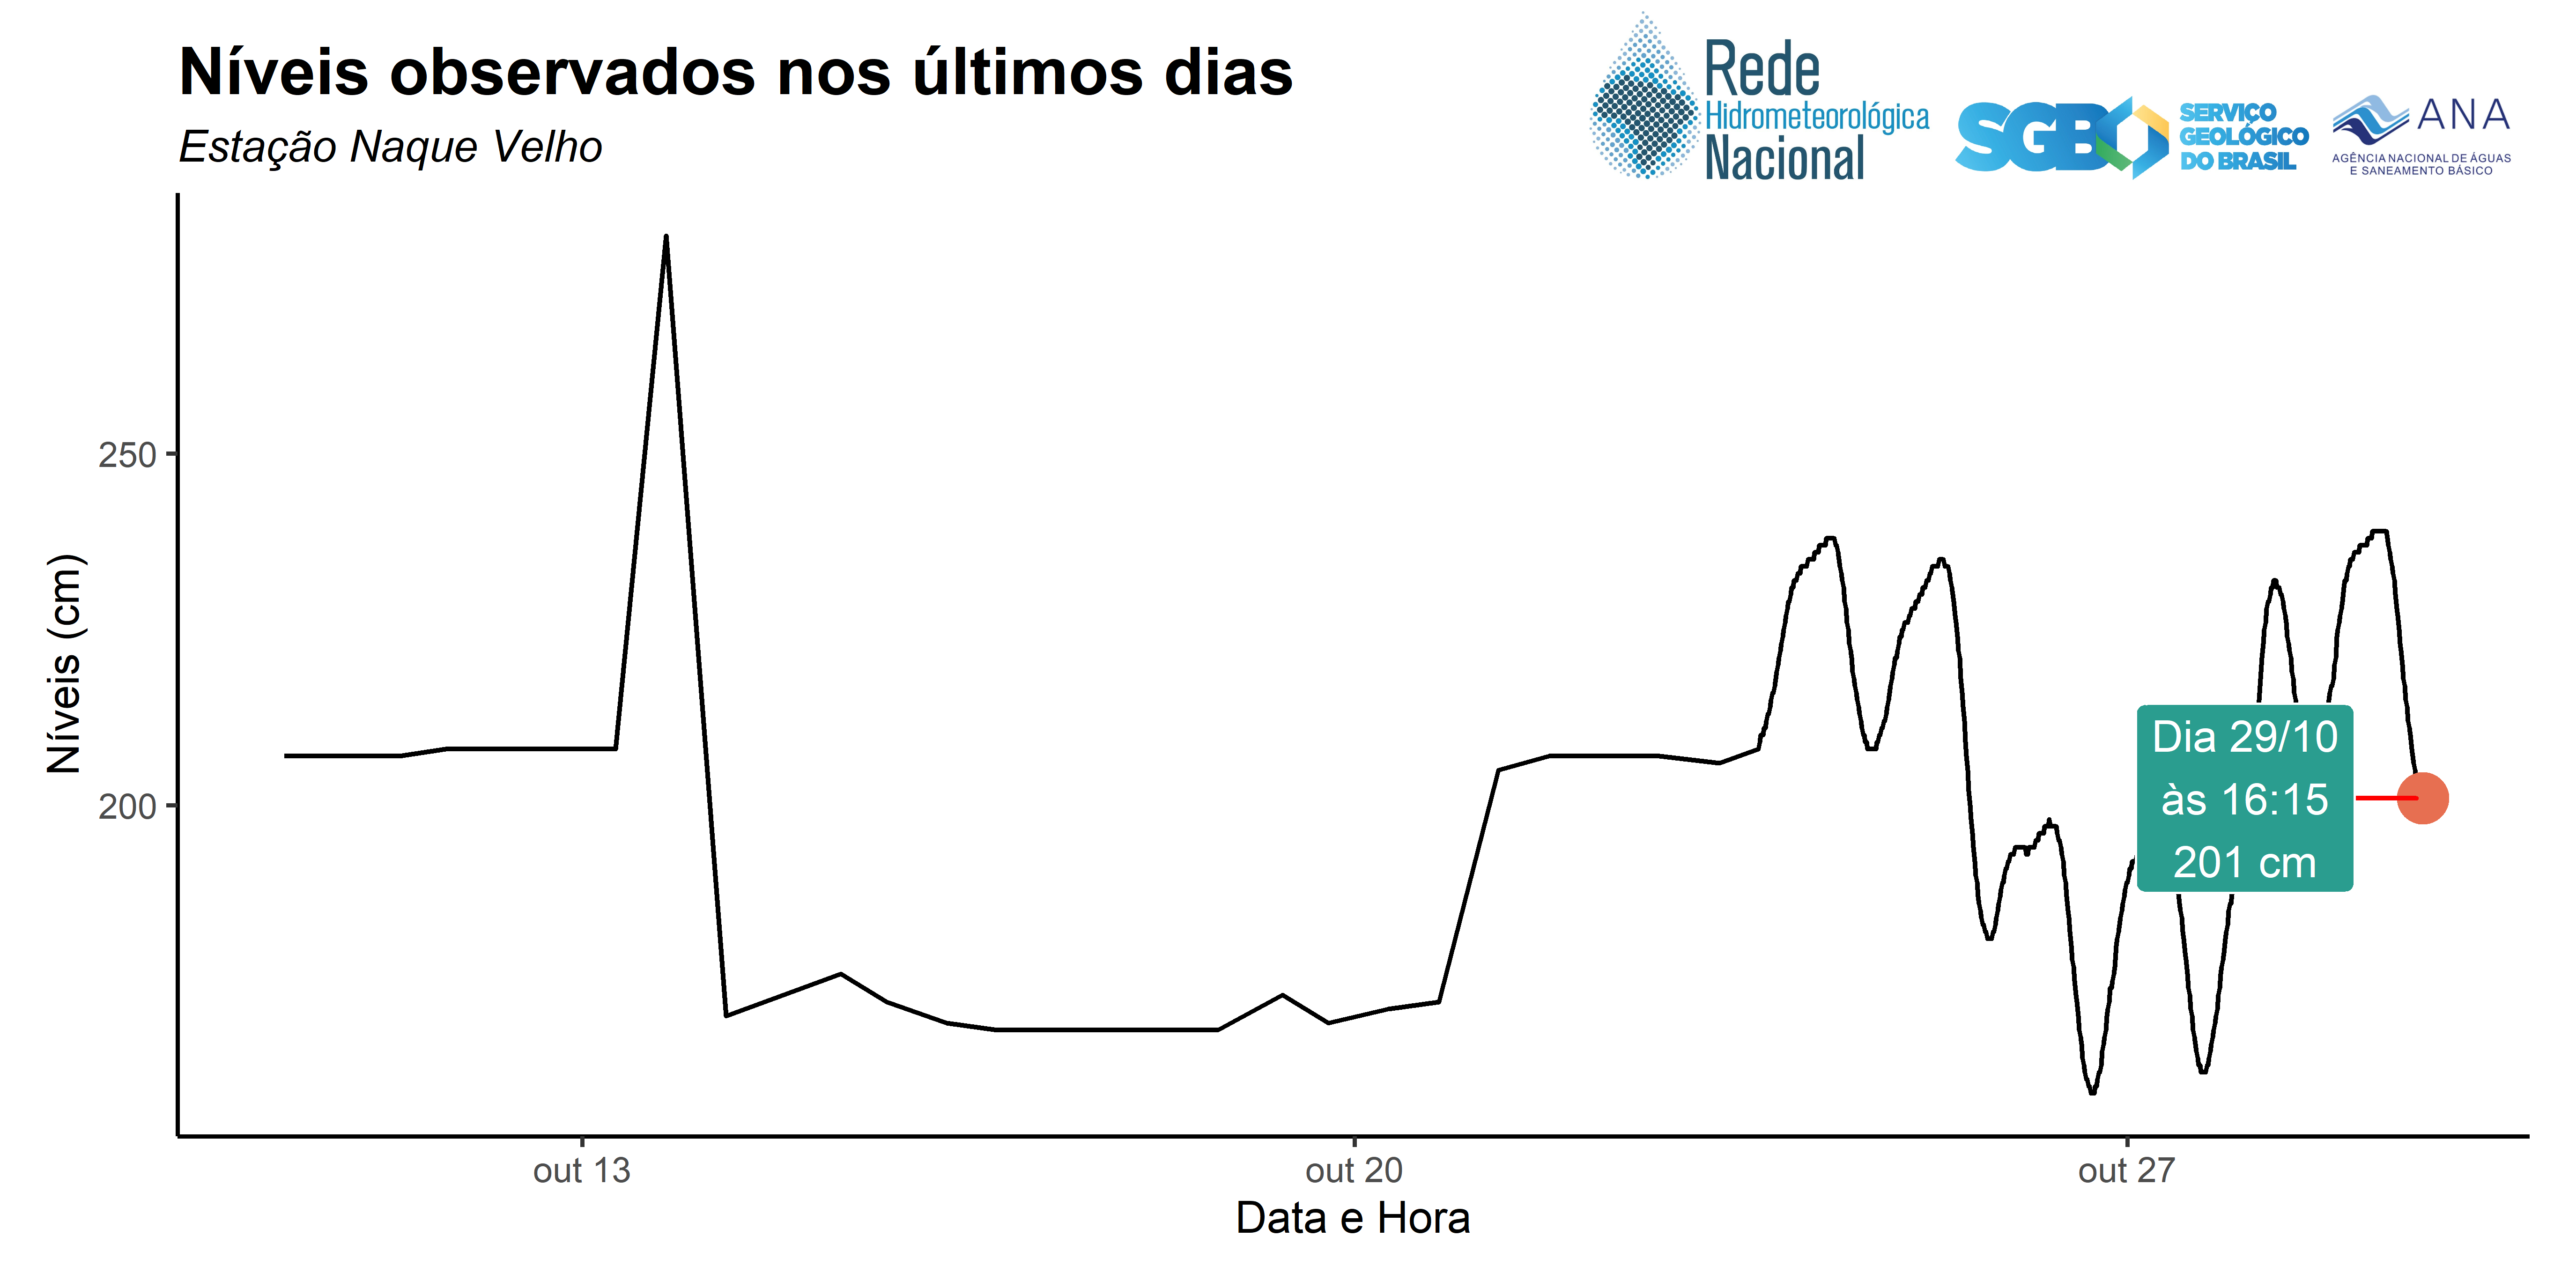 Níveis observados nos últimos dias
Estação Naque Velho
Rede
Hidrometeorológica
Nacional
SGB
SERVIÇO
GEOLÓGICO
DO BRASIL
ANA
AGÊNCIA NACIONAL DE ÁGUAS
E SANEAMENTO BÁSICO
Níveis (cm)
250
200
Dia 29/10
às 16:15
201 cm
out 13
out 20
out 27
Data e Hora